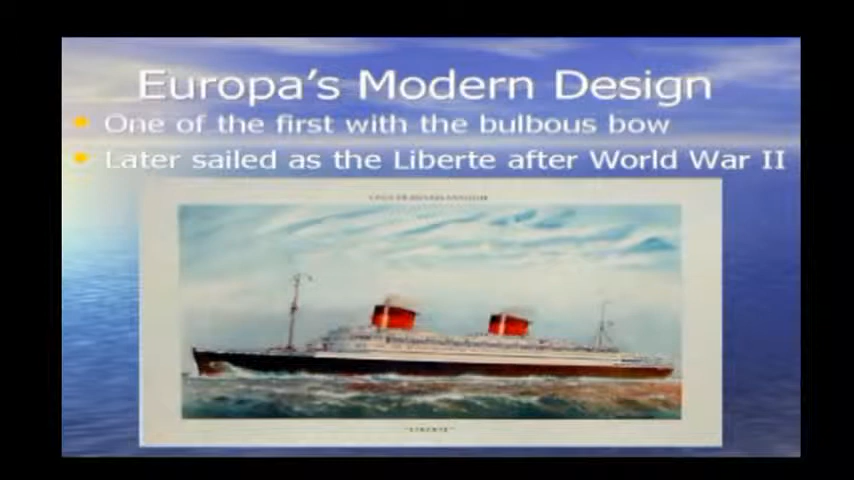 Europa's Modern Design
One of the first with the bulbous bow
Later sailed as the Liberte after World War II
"LIBERTE"